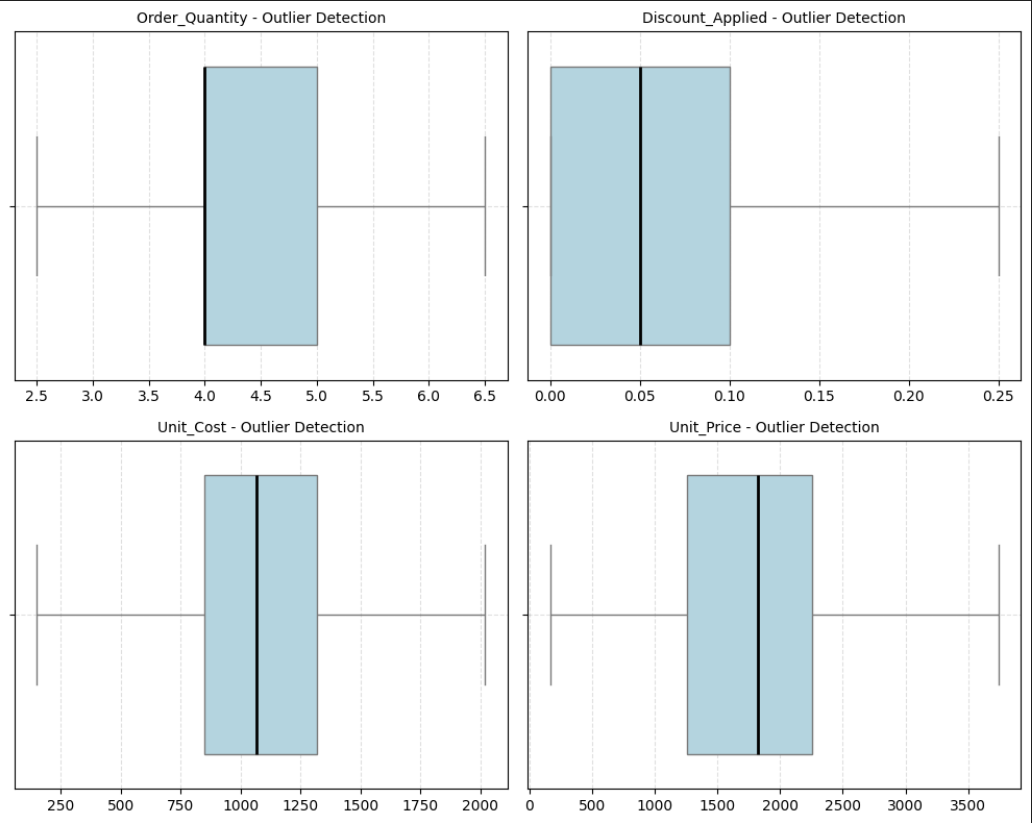 Order_Quantity - Outlier Detection
Discount_Applied - Outlier Detection
2.5 3.0 3.5 4.0 4.5 5.0 5.5 6.0 6.5
0.00 0.05 0.10 0.15 0.20 0.25
Unit_Cost - Outlier Detection
Unit_Price - Outlier Detection
250 500 750 1000 1250 1500 1750 2000
0 500 1000 1500 2000 2500 3000 3500